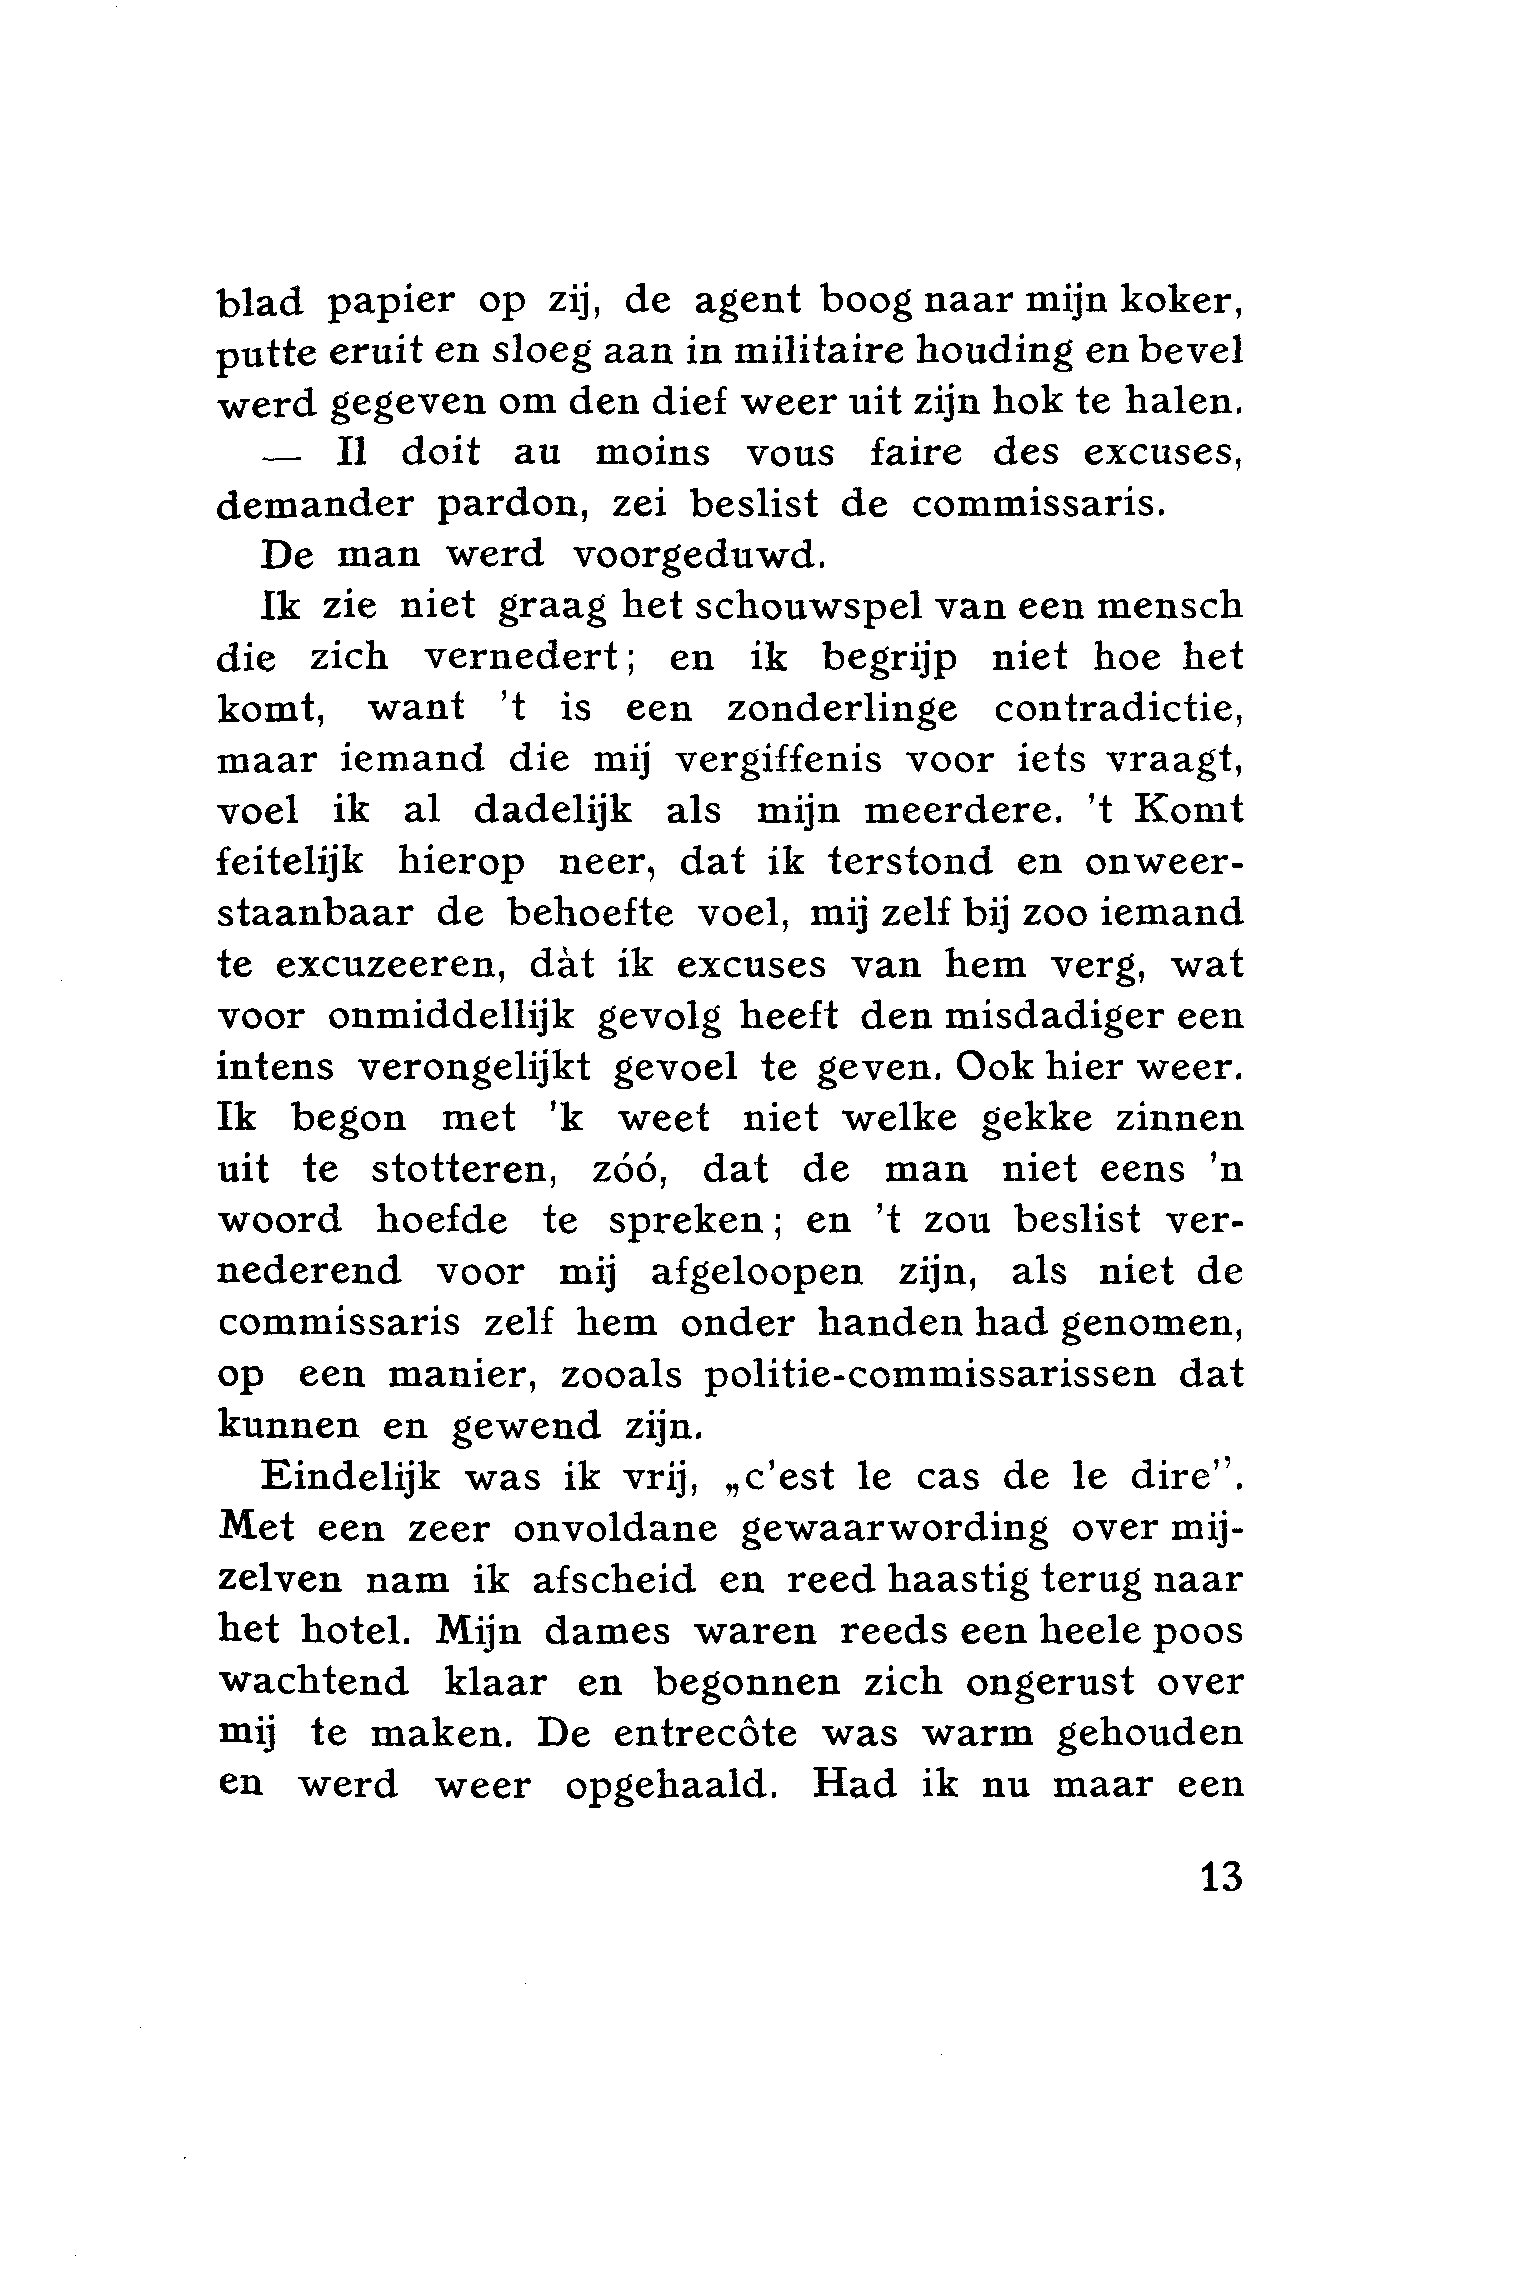 blad papier op zij, de agent boog naar mijn koker,
putte eruit en sloeg aan in militaire houding en bevel
werd gegeven om den dief weer uit zijn hok te halen.
— Il doit au moins vous faire des excuses,
demander pardon, zei beslist de commissaris.
De man werd voorgeduwd.
Ik zie niet graag het schouwspel van een mensch
die zich vernedert; en ik begrijp niet hoe het
komt, want 't is een zonderlinge contradictie,
maar iemand die mij vergiffenis voor iets vraagt,
voel ik al dadelijk als mijn meerdere. 't Komt
feitelijk hierop neer, dat ik terstond en onweer-
staanbaar de behoefte voel, mij zelf bij zoo iemand
te excuzeeren, dàt ik excuses van hem verg, wat
voor onmiddellijk gevolg heeft den misdadiger een
intens verongelijkt gevoel te geven. Ook hier weer.
Ik begon met 'k weet niet welke gekke zinnen
uit te stotteren, zóó, dat de man niet eens 'n
woord hoefde te spreken; en 't zou beslist ver-
nederend voor mij afgeloopen zijn, als niet de
commissaris zelf hem onder handen had genomen,
op een manier, zooals politie-commissarissen dat
kunnen en gewend zijn.
Eindelijk was ik vrij, „c'est le cas de le dire”.
Met een zeer onvoldane gewaarwording over mij-
zelven nam ik afscheid en reed haastig terug naar
het hotel. Mijn dames waren reeds een heele poos
wachtend klaar en begonnen zich ongerust over
mij te maken. De entrecôte was warm gehouden
en werd weer opgehaald. Had ik nu maar een
13